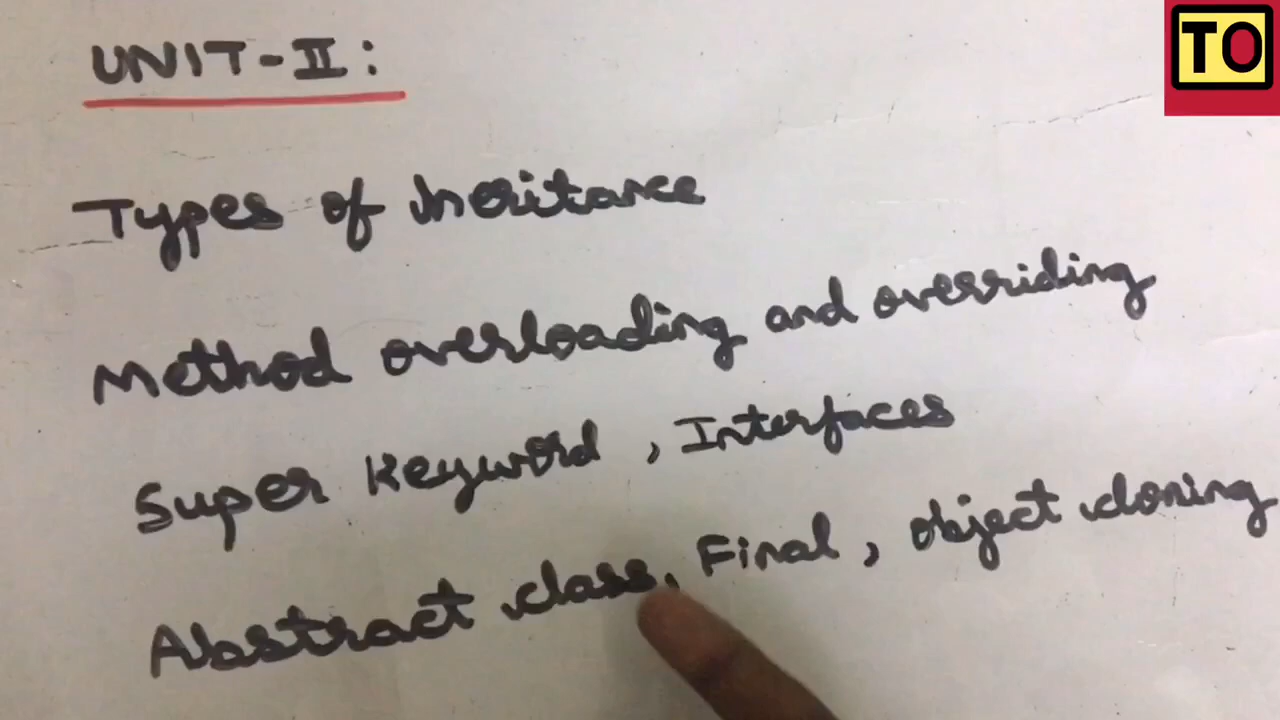 TO
UNIT-II:
Types of Inheritance
Method overloading and overriding
Super Keyword, Interfaces
Abstract class, Final, object cloning